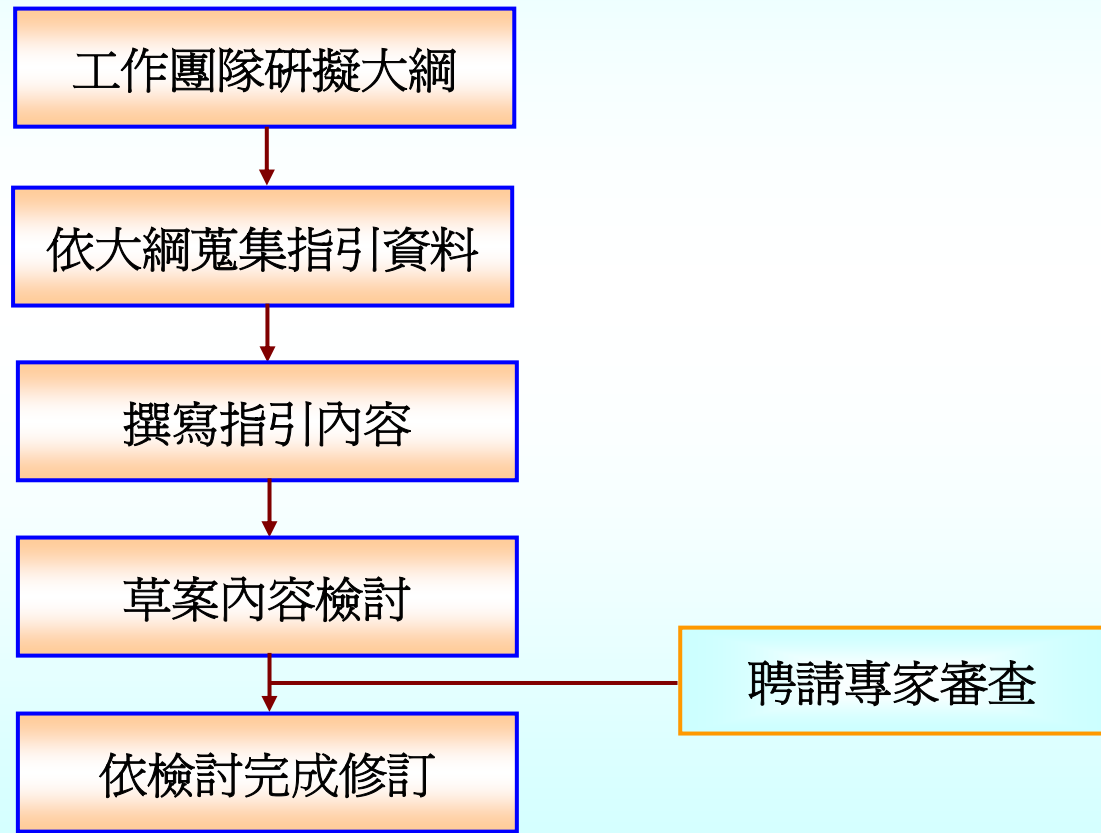 工作團隊研擬大綱
依大綱蒐集指引資料
撰寫指引內容
草案內容檢討
聘請專家審查
依檢討完成修訂